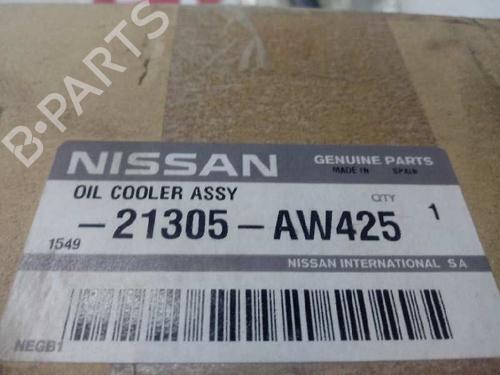 B-PARTS
NISSAN
GENUINE PARTS
MADE IN SPAIN
OIL COOLER ASSY
QTY
-21305-AW425
1
1549
NISSAN INTERNATIONAL SA
NEGB1